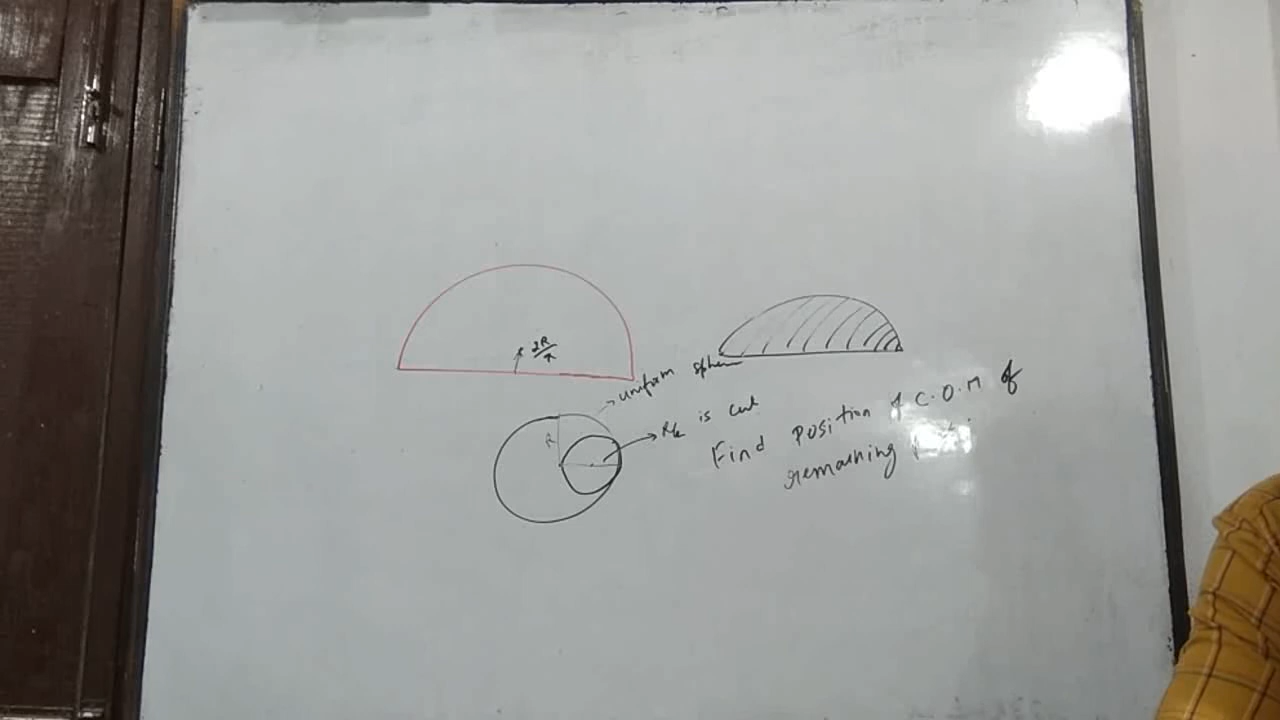 2R/π
uniform sphere
R
R/2 is cut
Find position of C.O.M of
remaining